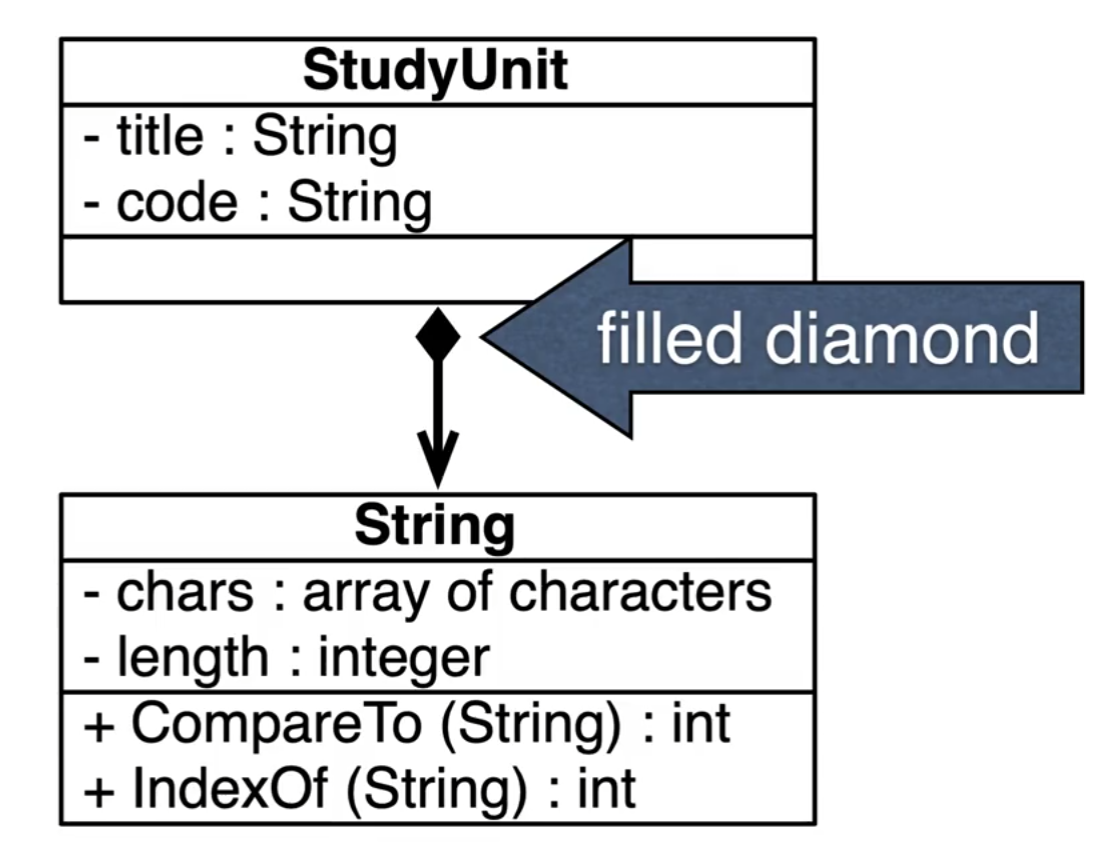 StudyUnit
- title : String
- code : String
filled diamond
String
- chars : array of characters
- length : integer
+ CompareTo (String) : int
+ IndexOf (String) : int